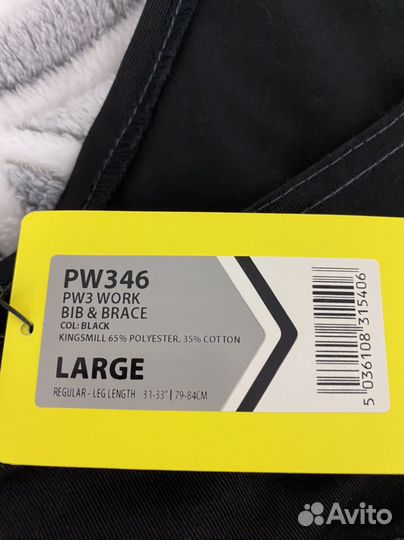 PW346
PW3 WORK
BIB & BRACE
COL: BLACK
KINGSMILL 65% POLYESTER, 35% COTTON
LARGE
REGULAR - LEG LENGTH 31-33" | 79-84CM
5 036108 315406
Avito